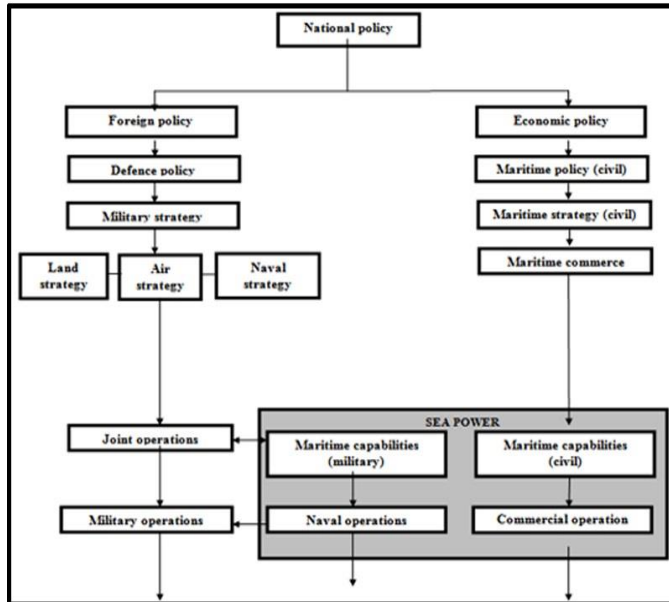 National policy
Foreign policy
Economic policy
Defence policy
Maritime policy (civil)
Military strategy
Maritime strategy (civil)
Land
strategy
Air
strategy
Naval
strategy
Maritime commerce
SEA POWER
Joint operations
Maritime capabilities
(military)
Maritime capabilities
(civil)
Military operations
Naval operations
Commercial operation